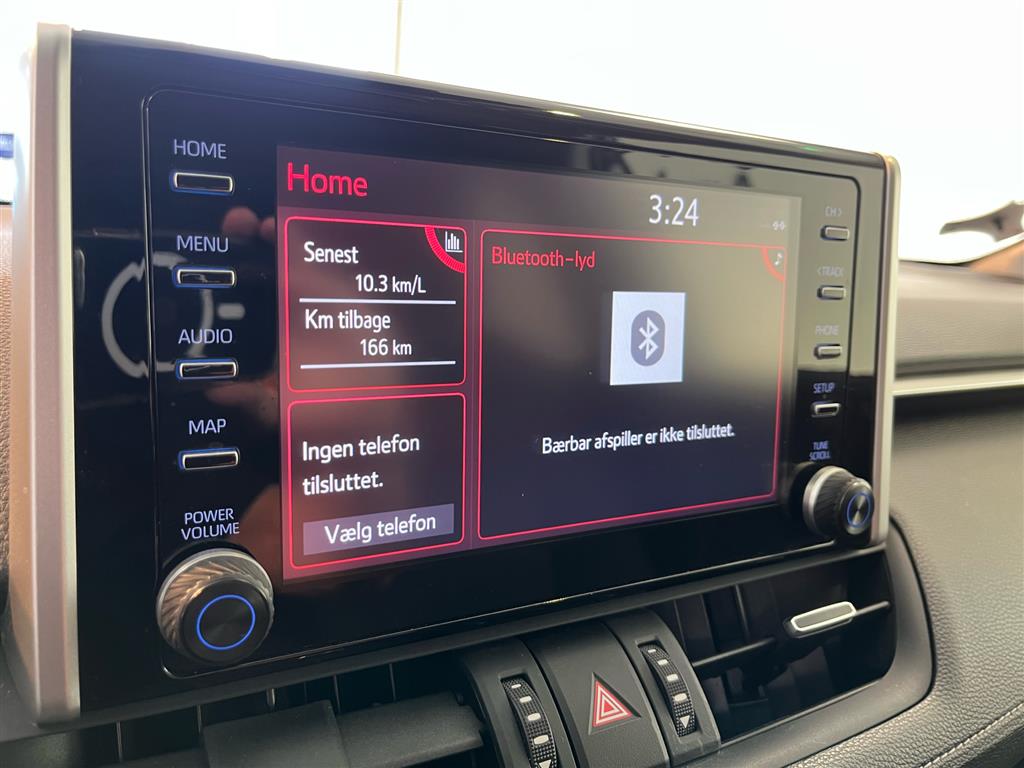 HOME
MENU
AUDIO
MAP
POWER
VOLUME
Home
3:24
Senest
10.3 km/L
Km tilbage
166 km
Ingen telefon
tilsluttet.
Vælg telefon
Bluetooth-lyd
Bærbar afspiller er ikke tilsluttet.
CH >
< TRACK
PHONE
SETUP
TUNE
SCROLL